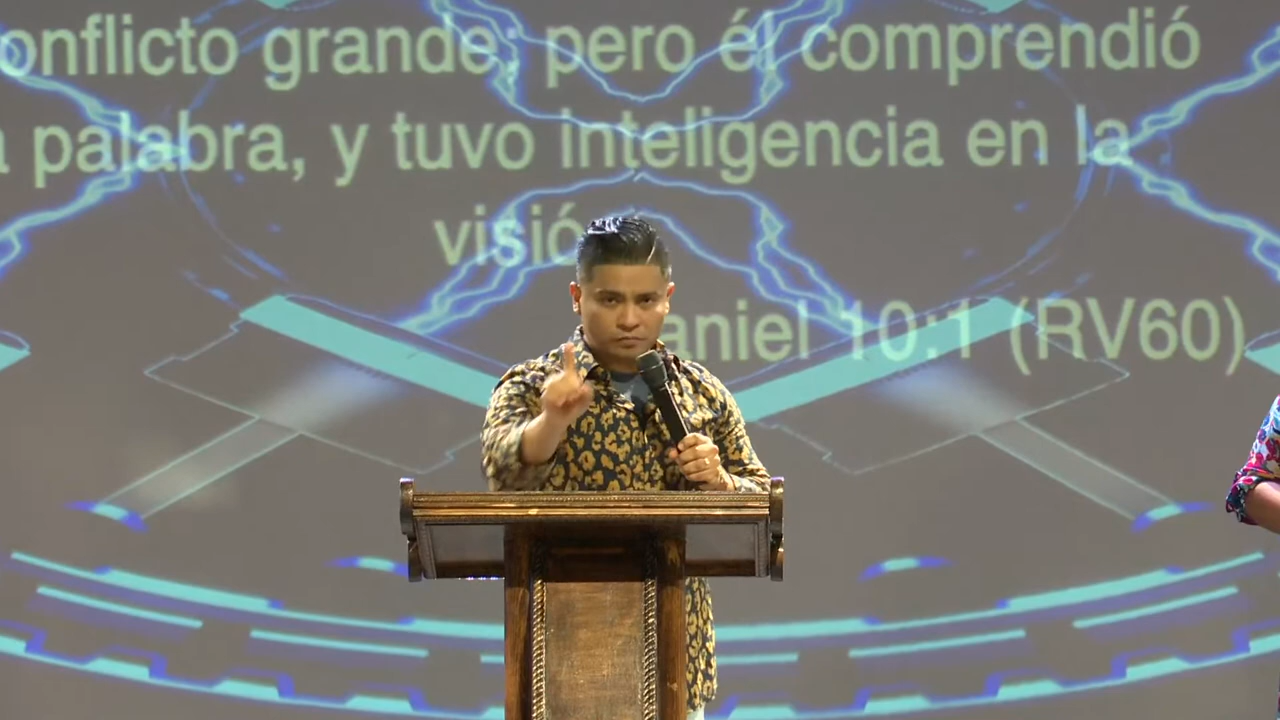 onflicto grande; pero él comprendió
a palabra, y tuvo inteligencia en la
visió
aniel 10:1 (RV60)